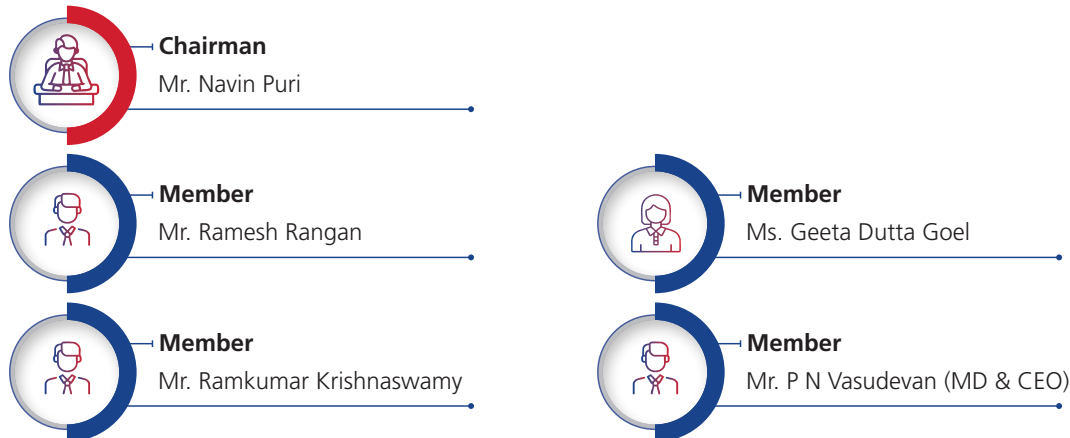 Chairman
Mr. Navin Puri
Member
Mr. Ramesh Rangan
Member
Ms. Geeta Dutta Goel
Member
Mr. Ramkumar Krishnaswamy
Member
Mr. P N Vasudevan (MD & CEO)